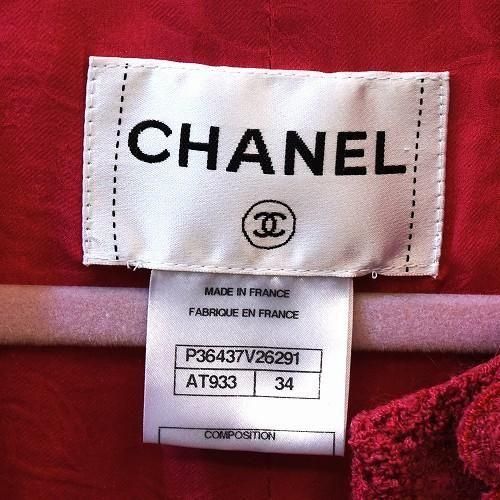 CHANEL
MADE IN FRANCE
FABRIQUE EN FRANCE
P36437V26291
AT933 34
COMPOSITION